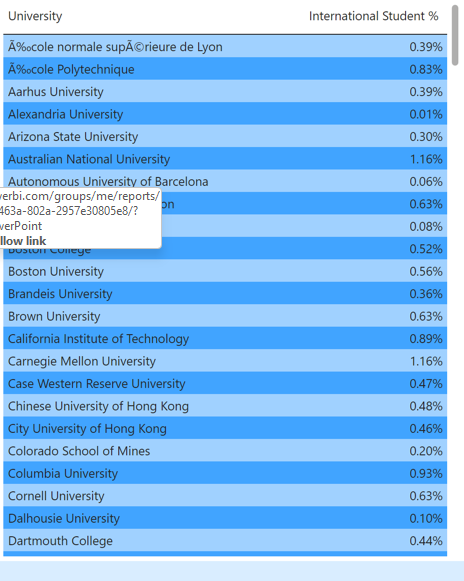 University International Student %
Ã‰cole normale supÃ©rieure de Lyon 0.39%
Ã‰cole Polytechnique 0.83%
Aarhus University 0.39%
Alexandria University 0.01%
Arizona State University 0.30%
Australian National University 1.16%
Autonomous University of Barcelona 0.06%
verbi.com/groups/me/reports/
on 0.63%
463a-802a-2957e30805e8/?
werPoint 0.08%
llow link
Boston College 0.52%
Boston University 0.56%
Brandeis University 0.36%
Brown University 0.63%
California Institute of Technology 0.89%
Carnegie Mellon University 1.16%
Case Western Reserve University 0.47%
Chinese University of Hong Kong 0.48%
City University of Hong Kong 0.46%
Colorado School of Mines 0.20%
Columbia University 0.93%
Cornell University 0.63%
Dalhousie University 0.10%
Dartmouth College 0.44%